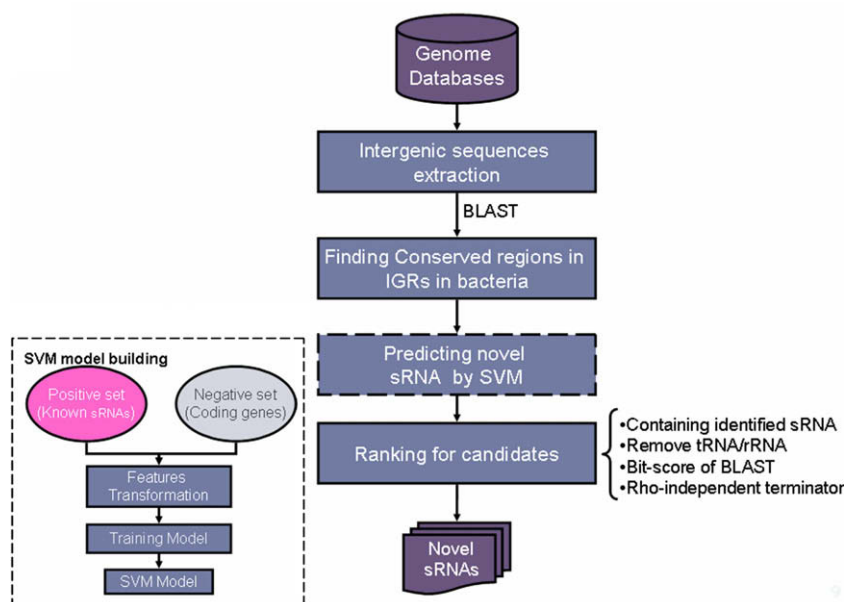 Genome
Databases
Intergenic sequences
extraction
BLAST
Finding Conserved regions in
IGRs in bacteria
Predicting novel
sRNA by SVM
Ranking for candidates
•Containing identified sRNA
•Remove tRNA/rRNA
•Bit-score of BLAST
•Rho-independent terminator
Novel
sRNAs
SVM model building
Positive set
(Known sRNAs)
Negative set
(Coding genes)
Features
Transformation
Training Model
SVM Model